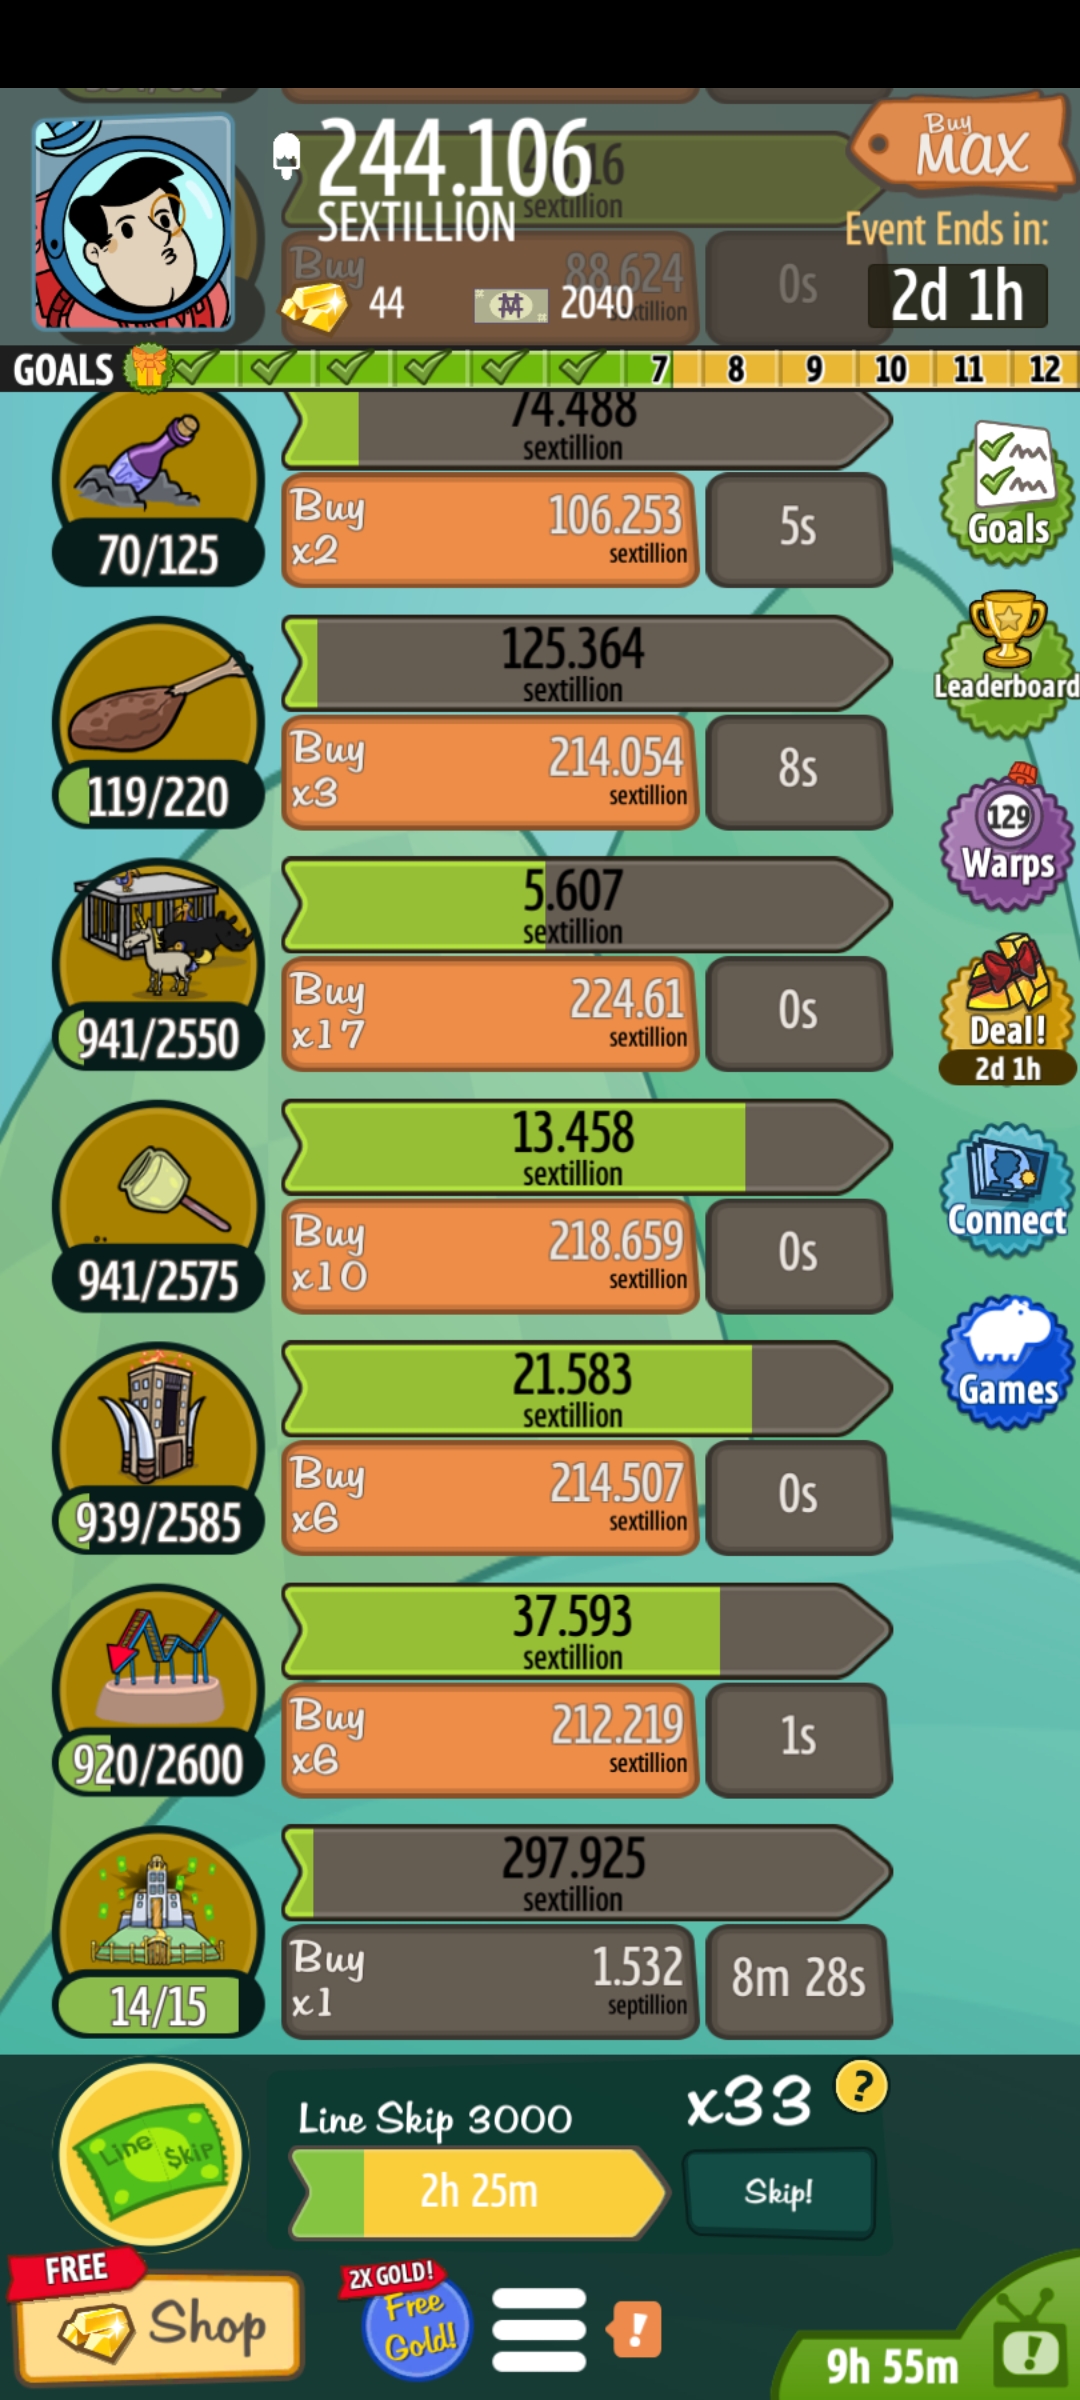 244.106
SEXTILLION
Buy
MAX
Event Ends in:
2d 1h
44
2040
sextillion
Buy
88.624
0s
GOALS
7
8
9
10
11
12
74.488
sextillion
Buy
x2
106.253
sextillion
5s
70/125
Goals
125.364
sextillion
Buy
x3
214.054
sextillion
8s
119/220
Leaderboard
5.607
sextillion
Buy
x17
224.61
sextillion
0s
941/2550
129
Warps
Deal!
2d 1h
13.458
sextillion
Buy
x10
218.659
sextillion
0s
941/2575
Connect
21.583
sextillion
Buy
x6
214.507
sextillion
0s
939/2585
Games
37.593
sextillion
Buy
x6
212.219
sextillion
1s
920/2600
297.925
sextillion
Buy
x1
1.532
septillion
8m 28s
14/15
Line $kip
Line Skip 3000
x33
?
2h 25m
Skip!
FREE
Shop
2X GOLD!
Free
Gold!
!
9h 55m
!